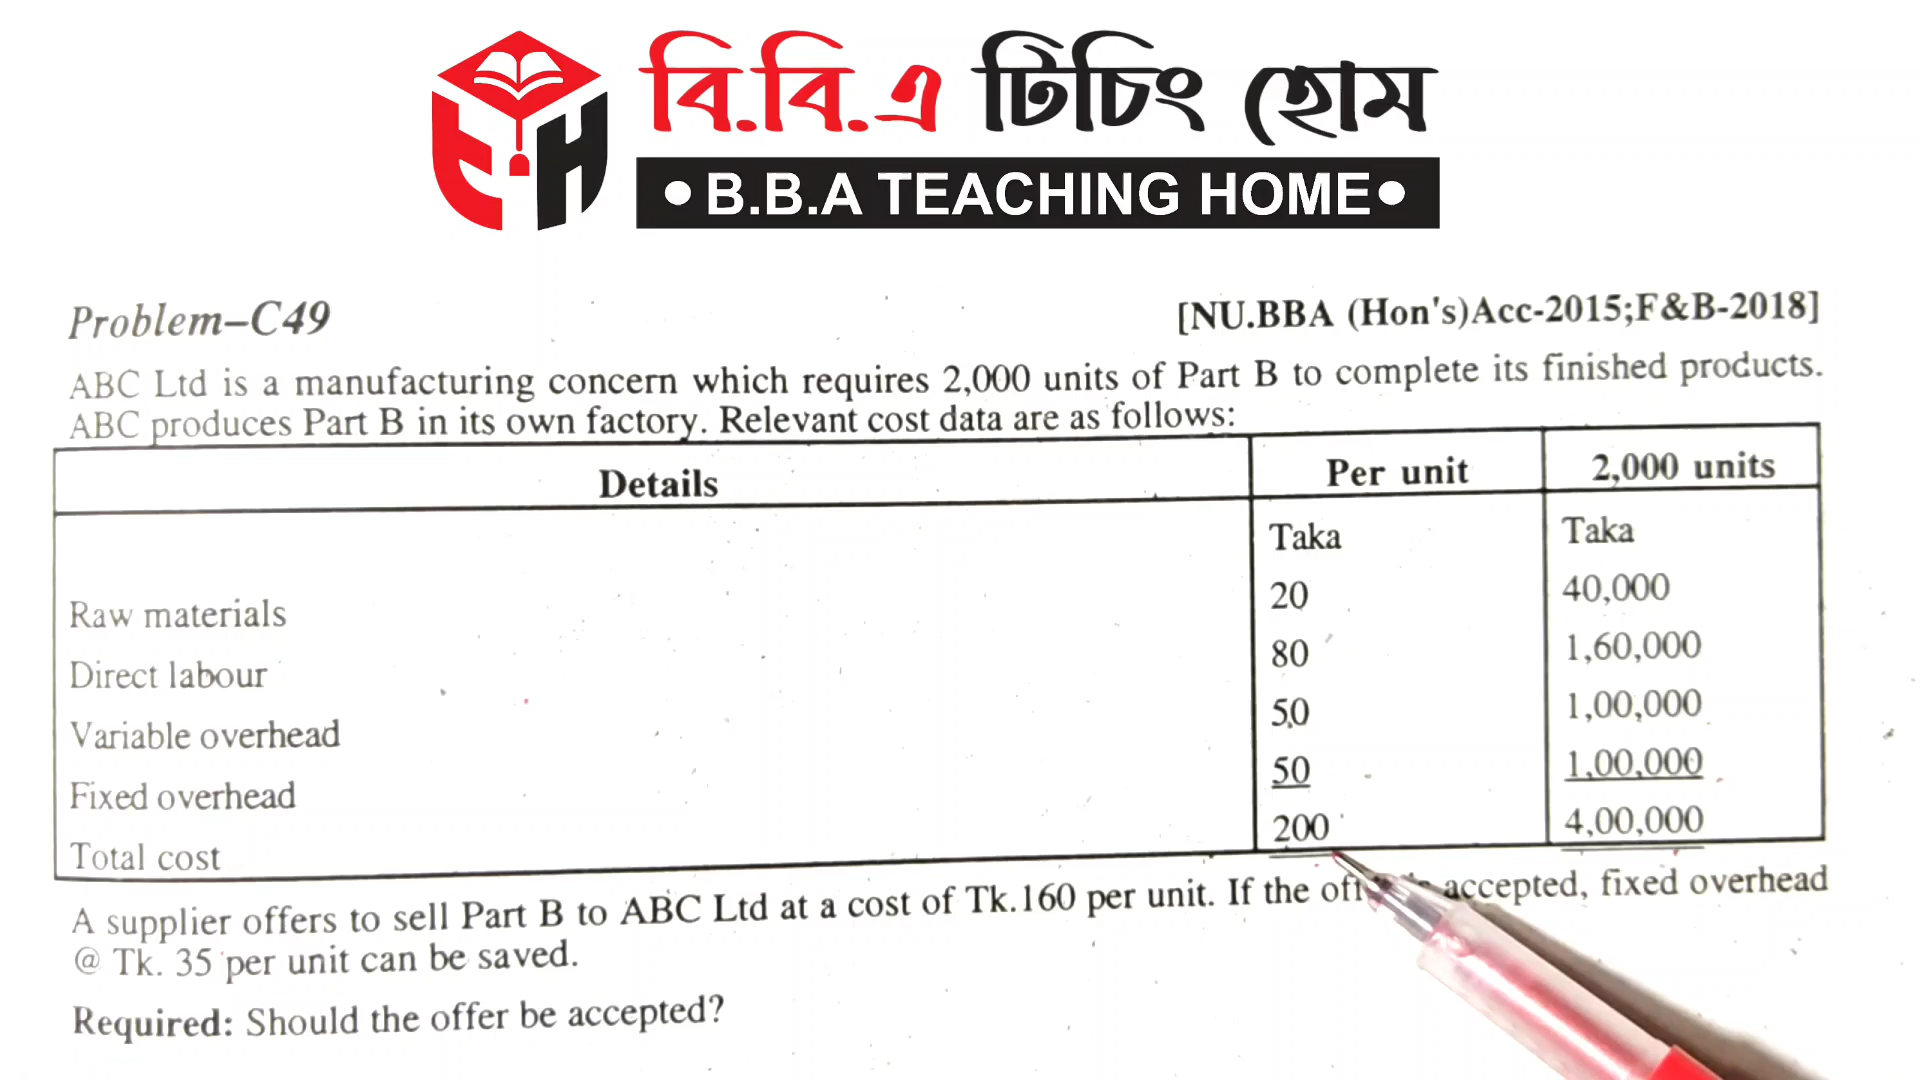 বি.বি.এ টিচিং হোম
• B.B.A TEACHING HOME •
Problem–C49 [NU.BBA (Hon's)Acc-2015;F&B-2018]
ABC Ltd is a manufacturing concern which requires 2,000 units of Part B to complete its finished products.
ABC produces Part B in its own factory. Relevant cost data are as follows:
Details Per unit 2,000 units
Taka Taka
Raw materials 20 40,000
Direct labour 80 1,60,000
Variable overhead 50 1,00,000
Fixed overhead 50 1,00,000
Total cost 200 4,00,000
A supplier offers to sell Part B to ABC Ltd at a cost of Tk.160 per unit. If the accepted, fixed overhead
@ Tk. 35 per unit can be saved.
Required: Should the offer be accepted?